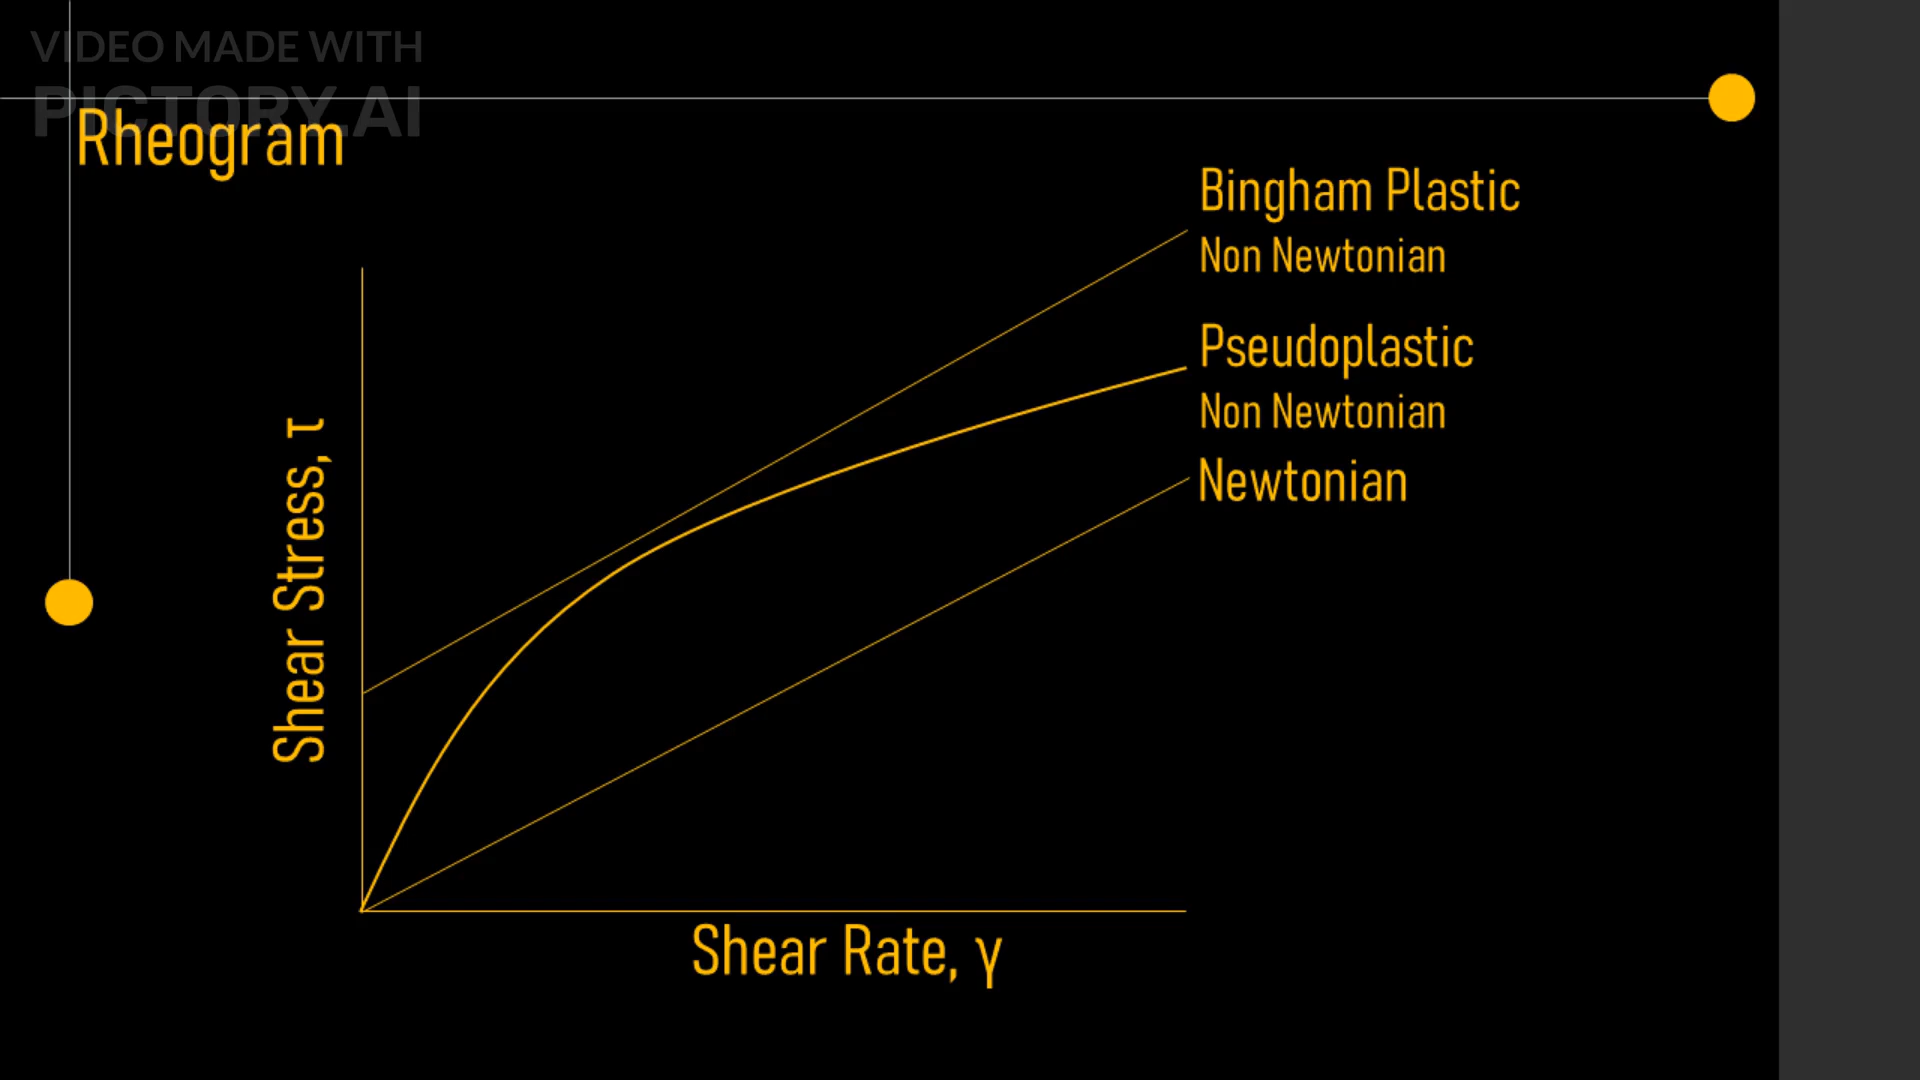 VIDEO MADE WITH
PICTORY.AI
Rheogram
Bingham Plastic
Non Newtonian
Pseudoplastic
Non Newtonian
Newtonian
Shear Stress, τ
Shear Rate, γ